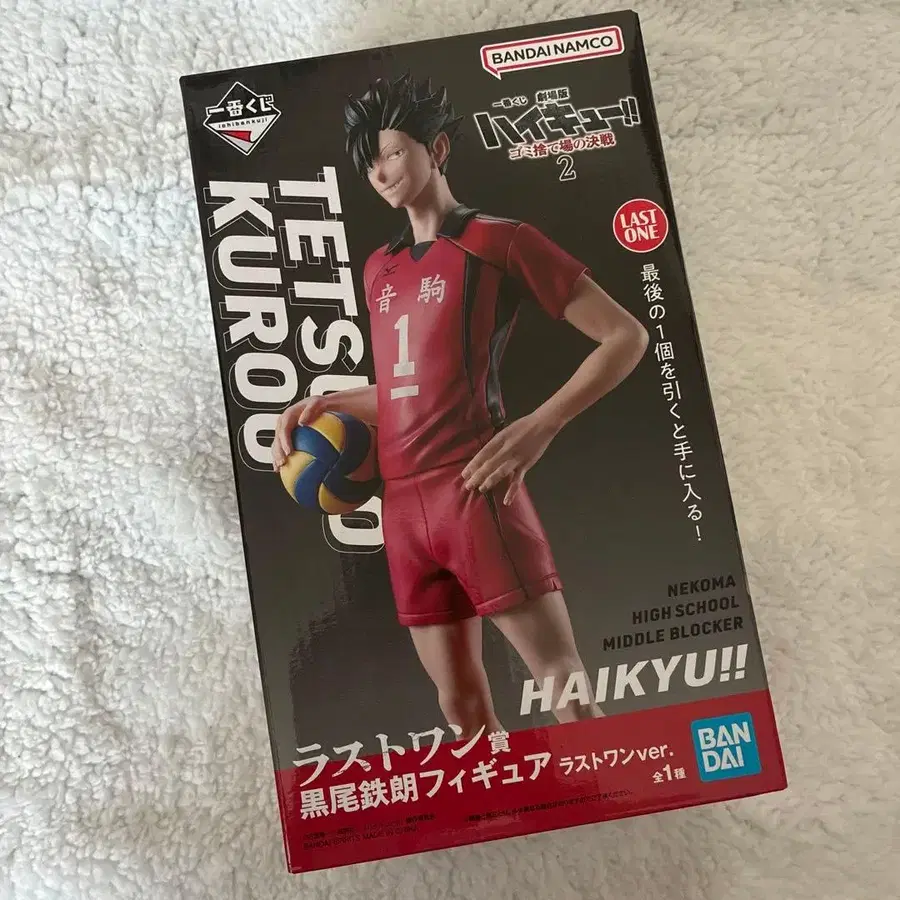 一番くじ
ichibankuji
BANDAI NAMCO
一番くじ 劇場版
ハイキュー!!
ゴミ捨て場の決戦
2
TETSURO
KUROO
LAST
ONE
最後の1個を引くと手に入る!
音駒
1
NEKOMA
HIGH SCHOOL
MIDDLE BLOCKER
HAIKYU!!
ラストワン賞
黒尾鉄朗フィギュア ラストワンver.
全1種
BAN
DAI